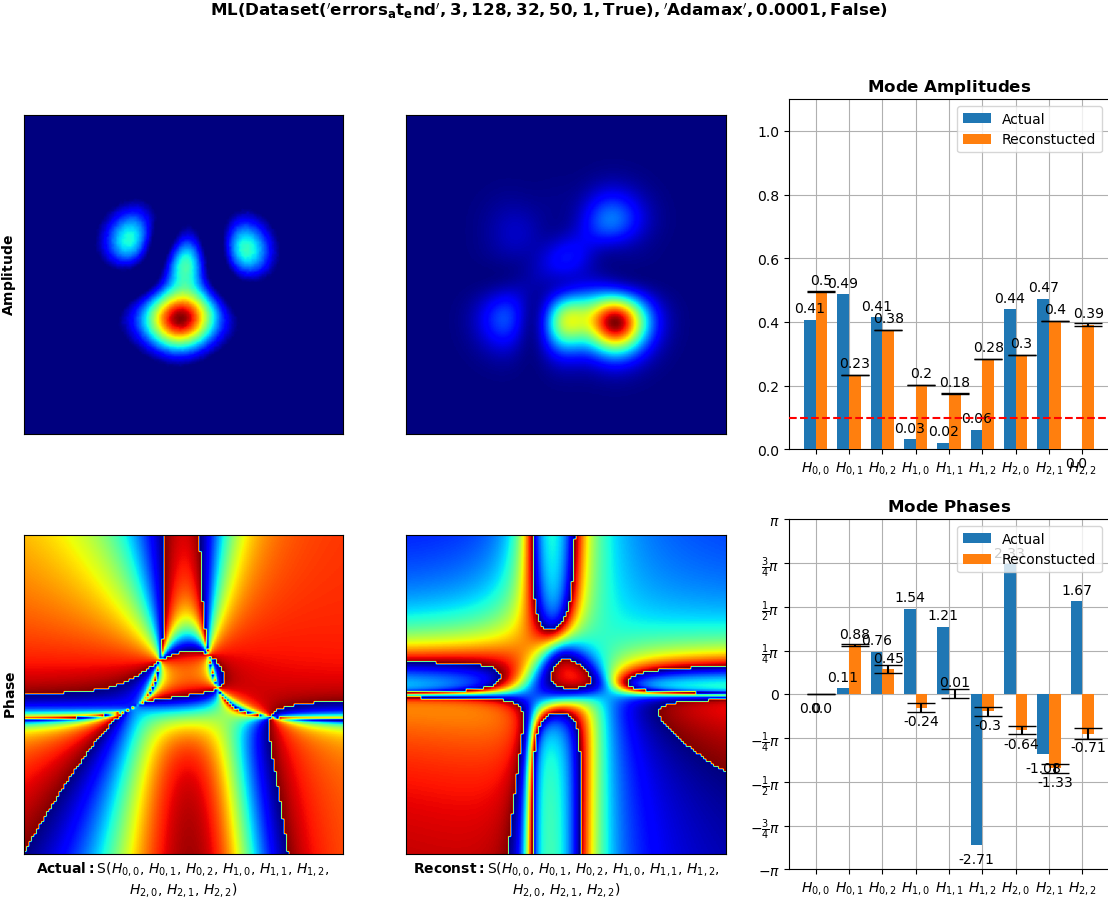 ML(Dataset('errors_at_end', 3, 128, 32, 50, 1, True), 'Adamax', 0.0001, False)
Amplitude
Mode Amplitudes
Actual
Reconstucted
1.0
0.8
0.6
0.4
0.2
0.0
0.41
0.5
0.49
0.23
0.41
0.38
0.03
0.2
0.02
0.18
0.06
0.28
0.44
0.3
0.47
0.4
0.0
0.39
H0,0 H0,1 H0,2 H1,0 H1,1 H1,2 H2,0 H2,1 H2,2
Phase
Actual: S(H0,0, H0,1, H0,2, H1,0, H1,1, H1,2,
H2,0, H2,1, H2,2)
Reconst: S(H0,0, H0,1, H0,2, H1,0, H1,1, H1,2,
H2,0, H2,1, H2,2)
Mode Phases
Actual
Reconstucted
π
3/4π
1/2π
1/4π
0
−1/4π
−1/2π
−3/4π
−π
0.0
0.0
0.11
0.88
0.76
0.45
1.54
-0.24
1.21
0.01
-2.71
-0.3
2.33
-0.64
-1.08
-1.33
1.67
-0.71
H0,0 H0,1 H0,2 H1,0 H1,1 H1,2 H2,0 H2,1 H2,2